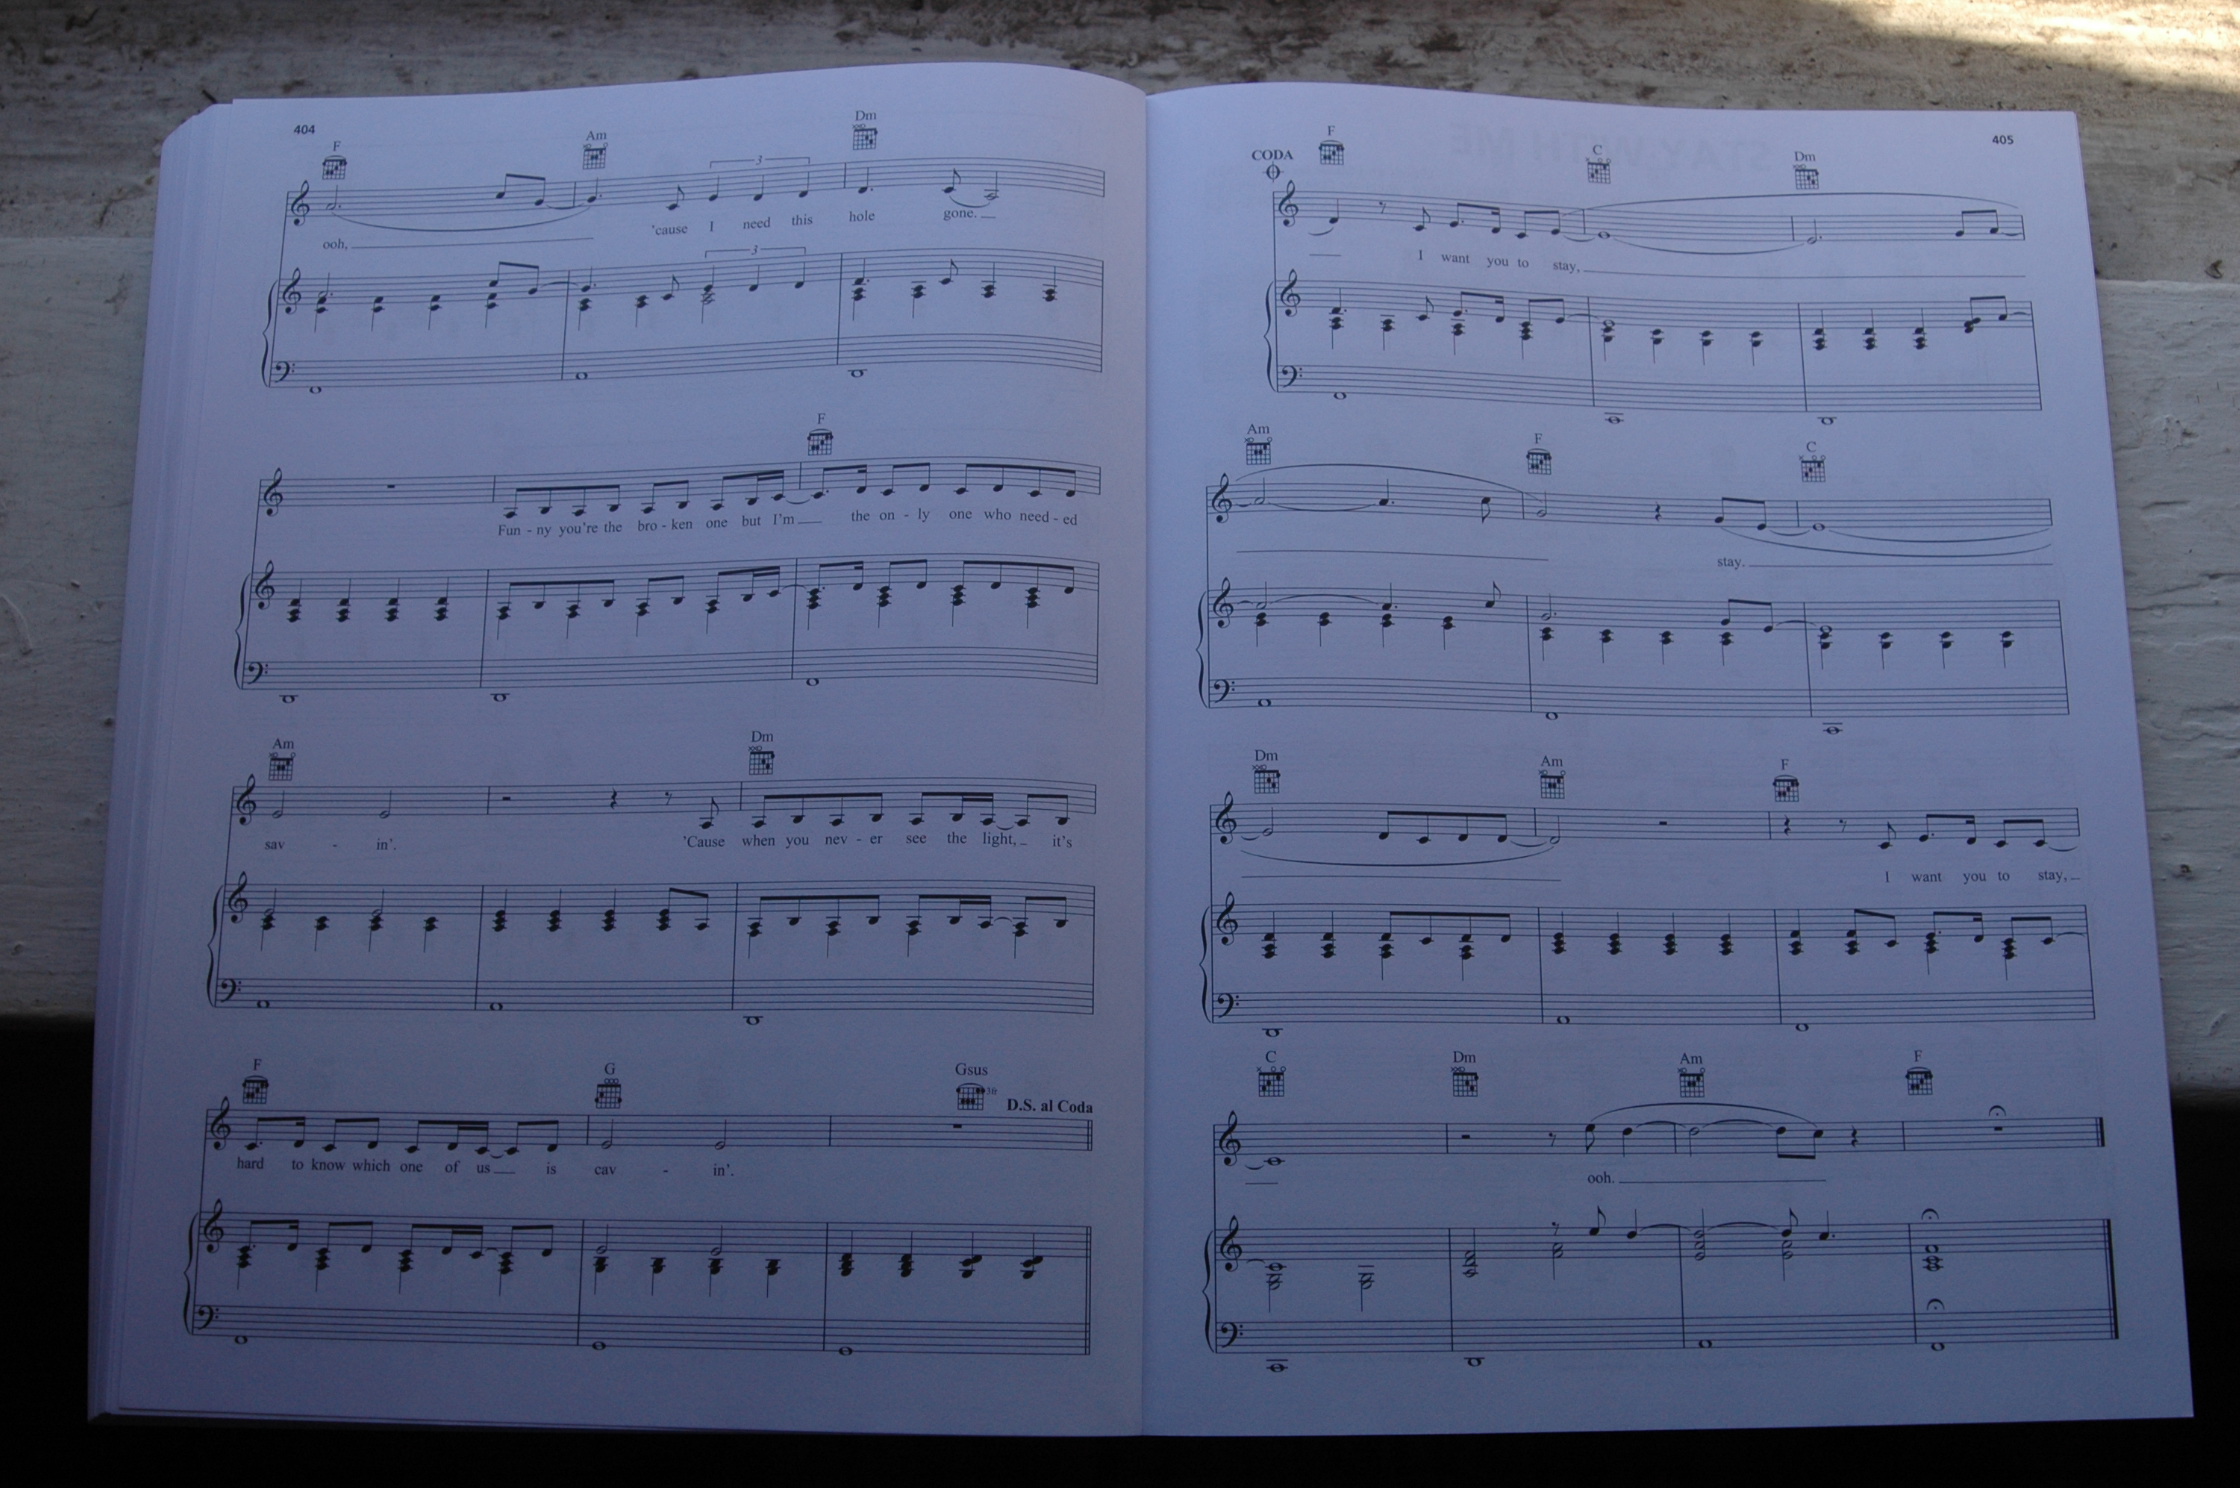 404
F Am Dm
3
ooh, 'cause I need this hole gone.
3
F
Fun - ny you're the bro - ken one but I'm the on - ly one who need - ed
Am Dm
sav - in'. 'Cause when you nev - er see the light, it's
F G Gsus
3fr
D.S. al Coda
hard to know which one of us is cav - in'.
405
CODA
F C Dm
I want you to stay,
Am F C
stay.
Dm Am F
I want you to stay,
C Dm Am F
ooh.